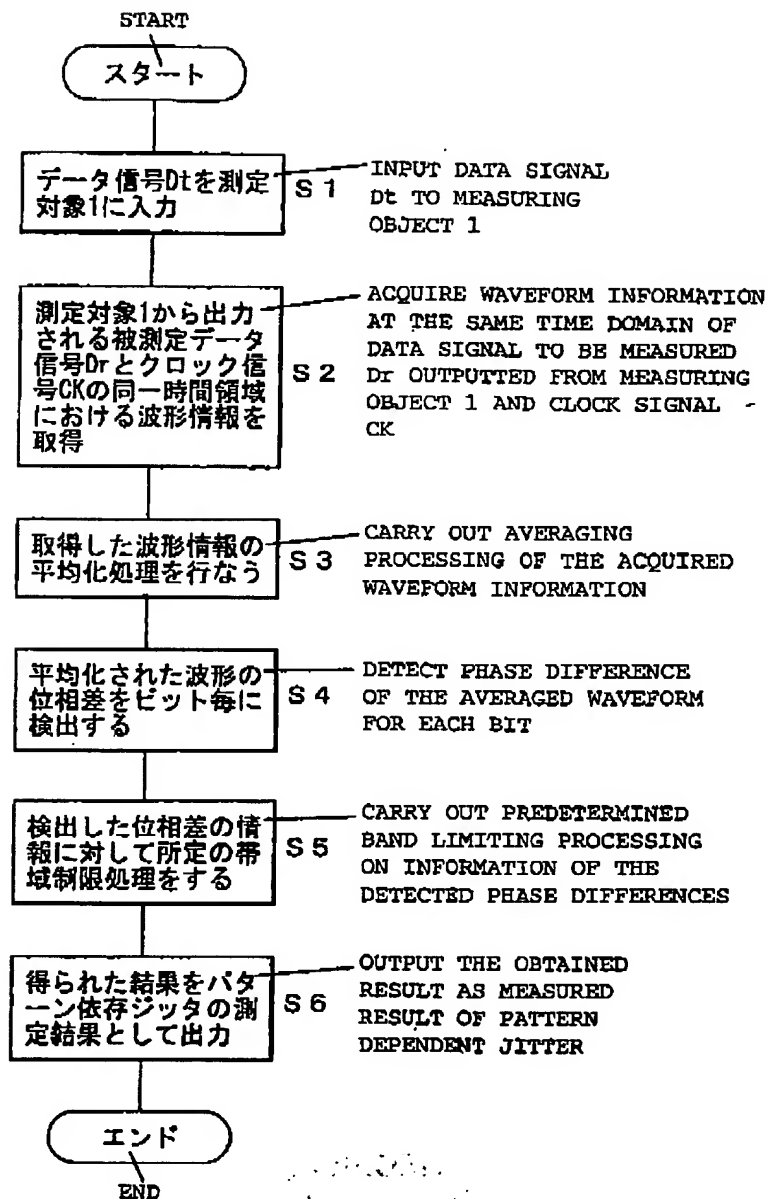 START
スタート
データ信号Dtを測定
対象1に入力
S1
INPUT DATA SIGNAL
Dt TO MEASURING
OBJECT 1
測定対象1から出力
される被測定データ
信号Drとクロック信
号CKの同一時間領域
における波形情報を
取得
S2
ACQUIRE WAVEFORM INFORMATION
AT THE SAME TIME DOMAIN OF
DATA SIGNAL TO BE MEASURED
Dr OUTPUTTED FROM MEASURING
OBJECT 1 AND CLOCK SIGNAL -
CK
取得した波形情報の
平均化処理を行なう
S3
CARRY OUT AVERAGING
PROCESSING OF THE ACQUIRED
WAVEFORM INFORMATION
平均化された波形の
位相差をビット毎に
検出する
S4
DETECT PHASE DIFFERENCE
OF THE AVERAGED WAVEFORM
FOR EACH BIT
検出した位相差の情
報に対して所定の帯
域制限処理をする
S5
CARRY OUT PREDETERMINED
BAND LIMITING PROCESSING
ON INFORMATION OF THE
DETECTED PHASE DIFFERENCES
得られた結果をパタ
ーン依存ジッタの測
定結果として出力
S6
OUTPUT THE OBTAINED
RESULT AS MEASURED
RESULT OF PATTERN
DEPENDENT JITTER
エンド
END